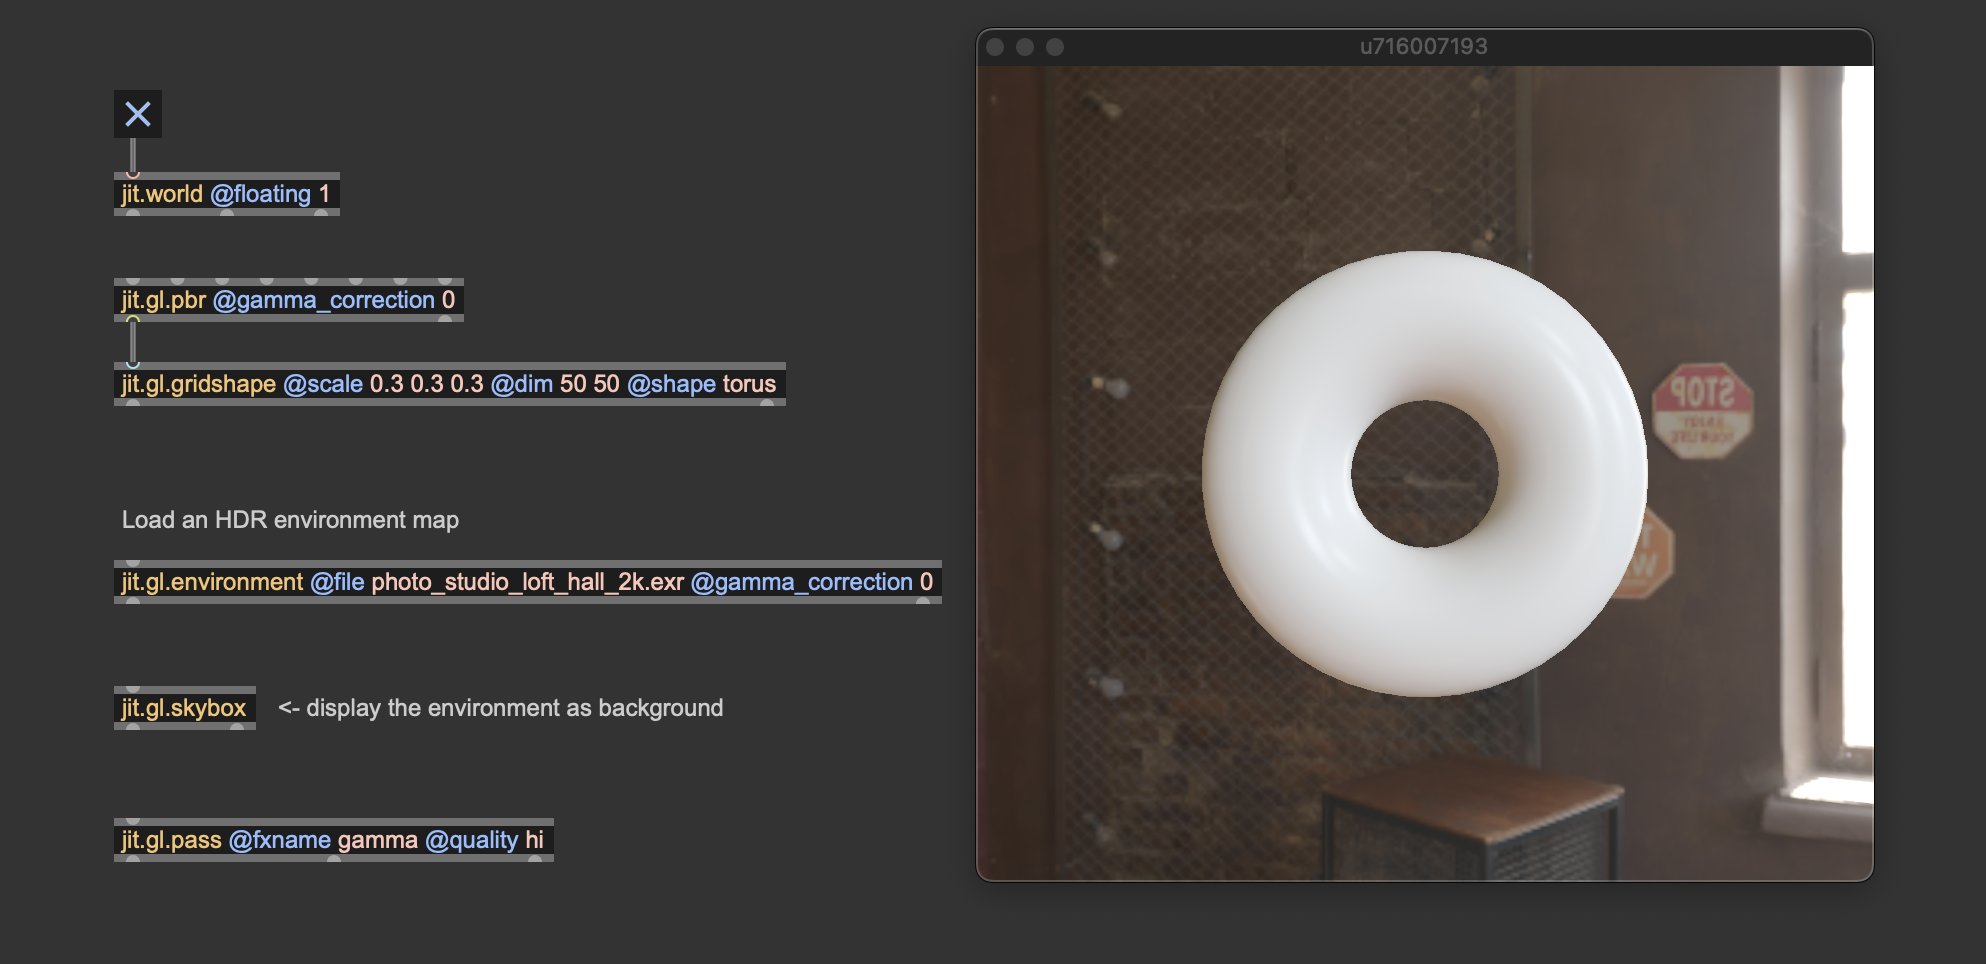 u716007193
jit.world @floating 1
jit.gl.pbr @gamma_correction 0
jit.gl.gridshape @scale 0.3 0.3 0.3 @dim 50 50 @shape torus
STOP
Load an HDR environment map
jit.gl.environment @file photo_studio_loft_hall_2k.exr @gamma_correction 0
jit.gl.skybox
<- display the environment as background
jit.gl.pass @fxname gamma @quality hi